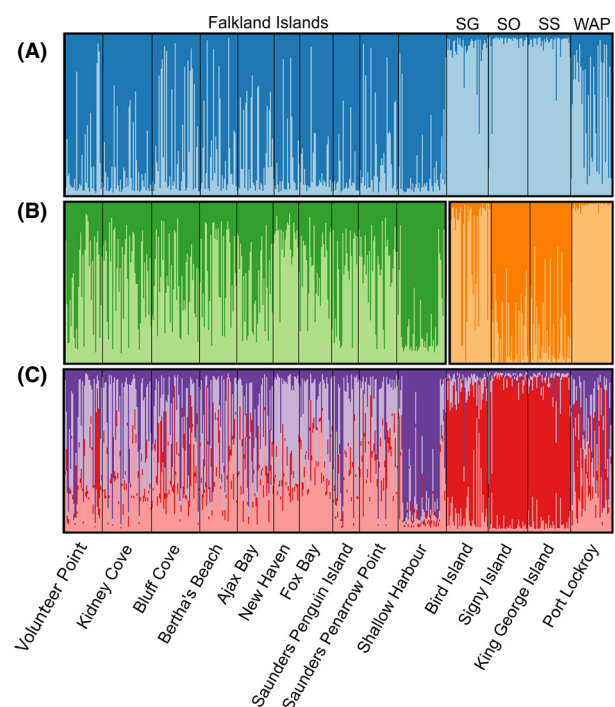 Falkland Islands SG SO SS WAP
(A)
(B)
(C)
Volunteer Point
Kidney Cove
Bluff Cove
Bertha's Beach
Ajax Bay
New Haven
Fox Bay
Saunders Penguin Island
Saunders Penarrow Point
Shallow Harbour
Bird Island
Signy Island
King George Island
Port Lockroy